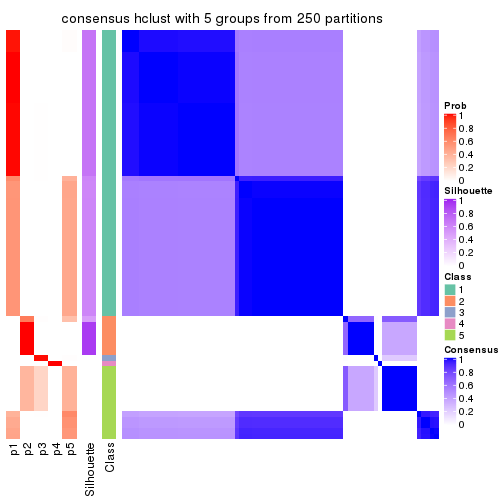 consensus hclust with 5 groups from 250 partitions
Prob
1
0.8
0.6
0.4
0.2
0
Silhouette
1
0.8
0.6
0.4
0.2
0
Class
1
2
3
4
5
Consensus
1
0.8
0.6
0.4
0.2
0
p1
p2
p3
p4
p5
Silhouette
Class